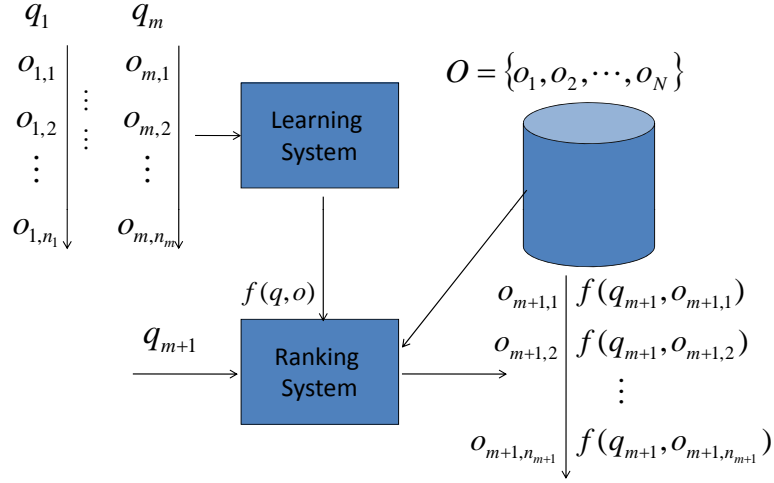 q_1 q_m
o_{1,1} o_{m,1}
o_{1,2} ⋯ ⋯ o_{m,2}
⋮ ⋮
o_{1,n_1} o_{m,n_m}
Learning
System
O = {o_1, o_2, ⋯, o_N}
f(q, o)
q_{m+1}
Ranking
System
o_{m+1,1} f(q_{m+1}, o_{m+1,1})
o_{m+1,2} f(q_{m+1}, o_{m+1,2})
⋮
o_{m+1,n_{m+1}} f(q_{m+1}, o_{m+1,n_{m+1}})